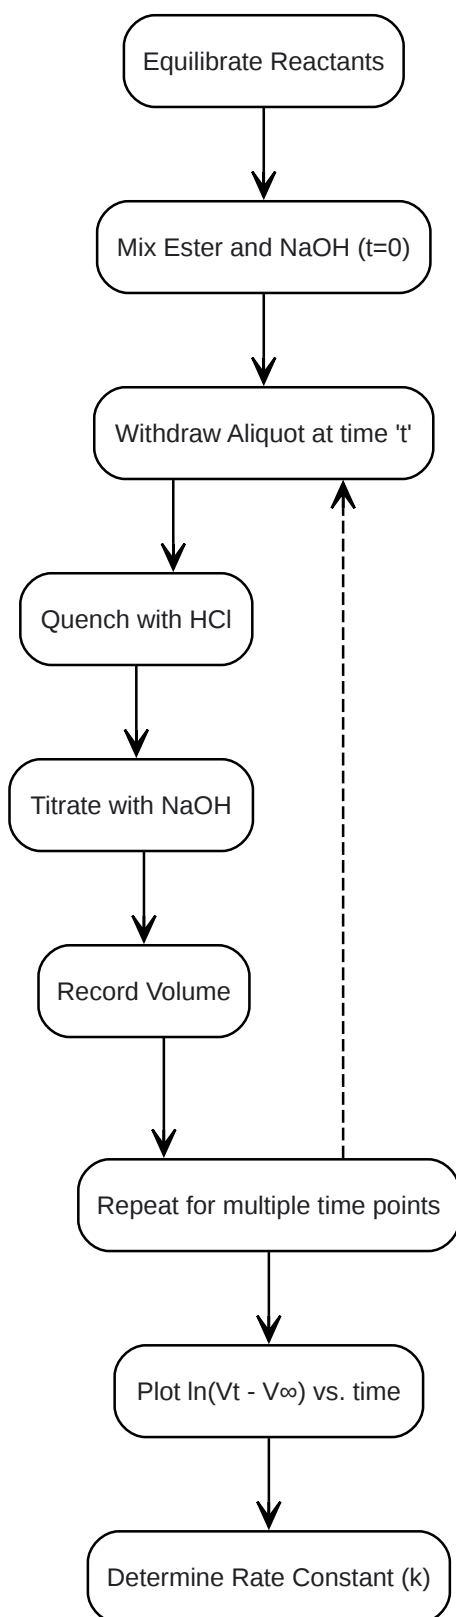 Equilibrate Reactants
Mix Ester and NaOH (t=0)
Withdraw Aliquot at time 't'
Quench with HCl
Titrate with NaOH
Record Volume
Repeat for multiple time points
Plot ln(Vt - V∞) vs. time
Determine Rate Constant (k)